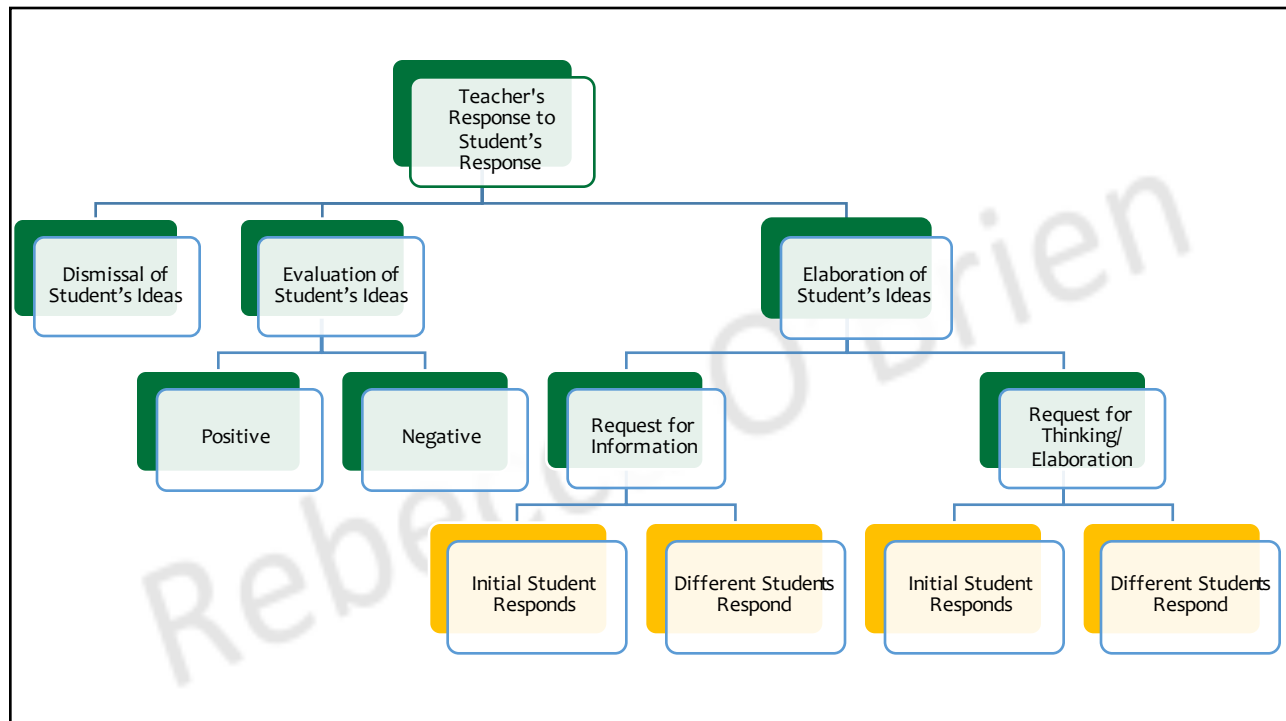 Teacher's
Response to
Student’s
Response
Dismissal of
Student’s Ideas
Evaluation of
Student’s Ideas
Elaboration of
Student’s Ideas
Positive
Negative
Request for
Information
Request for
Thinking/
Elaboration
Initial Student
Responds
Different Students
Respond
Initial Student
Responds
Different Students
Respond
Rebecca O'Brien